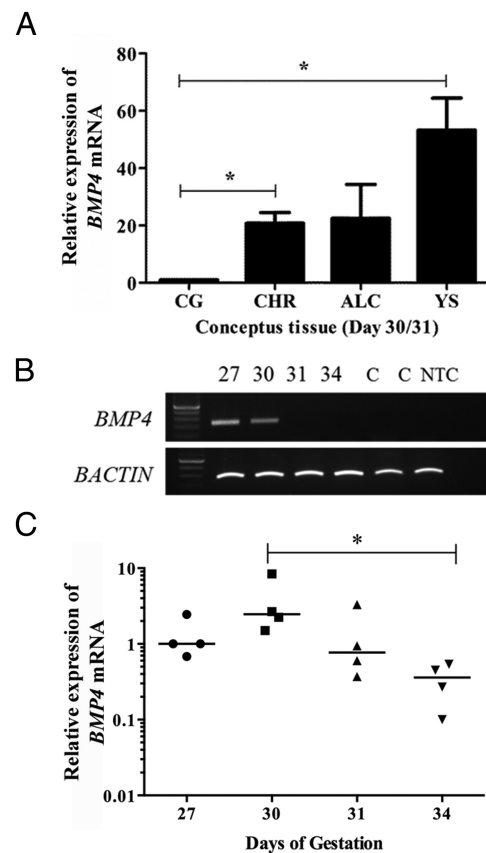 A
Relative expression of
BMP4 mRNA
80
60
40
20
0
*
*
CG CHR ALC YS
Conceptus tissue (Day 30/31)
B
27 30 31 34 C C NTC
BMP4
BACTIN
C
Relative expression of
BMP4 mRNA
10
1
0.1
0.01
*
27 30 31 34
Days of Gestation